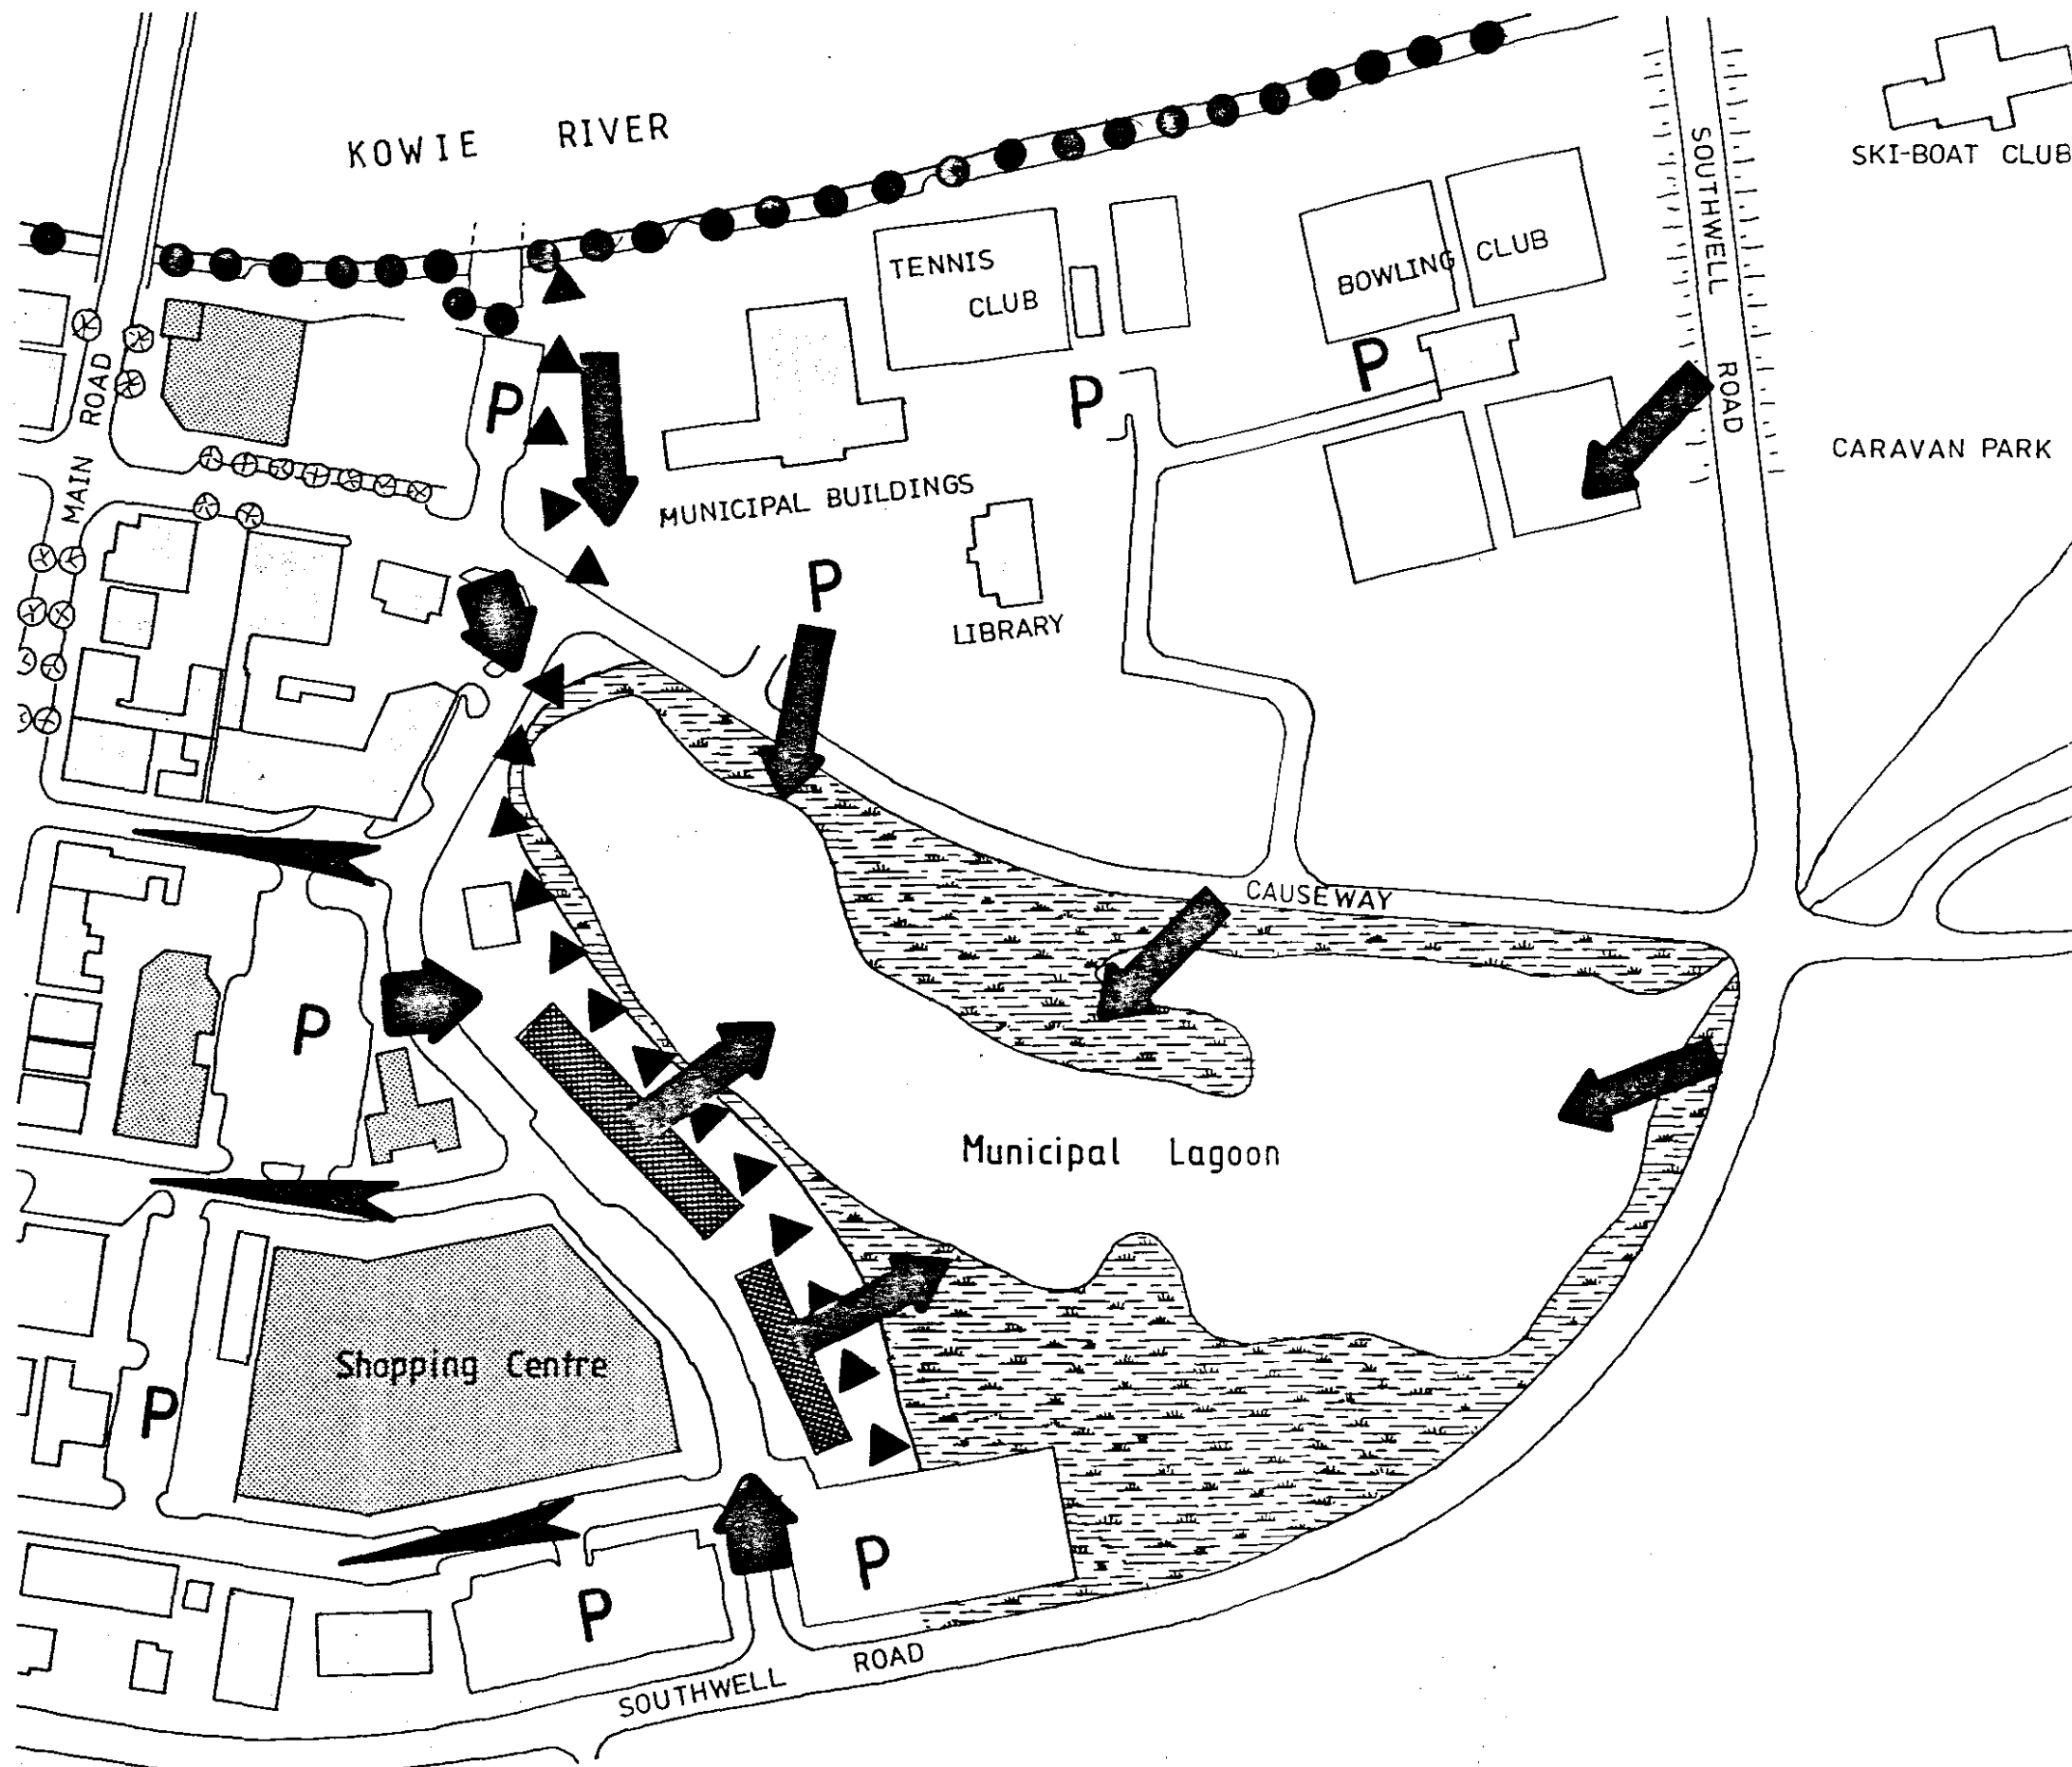 KOWIE RIVER
SKI-BOAT CLUB
SOUTHWELL ROAD
TENNIS
CLUB
BOWLING CLUB
MAIN ROAD
P
P
P
CARAVAN PARK
MUNICIPAL BUILDINGS
P
LIBRARY
CAUSEWAY
P
Municipal Lagoon
Shopping Centre
P
P
P
SOUTHWELL ROAD